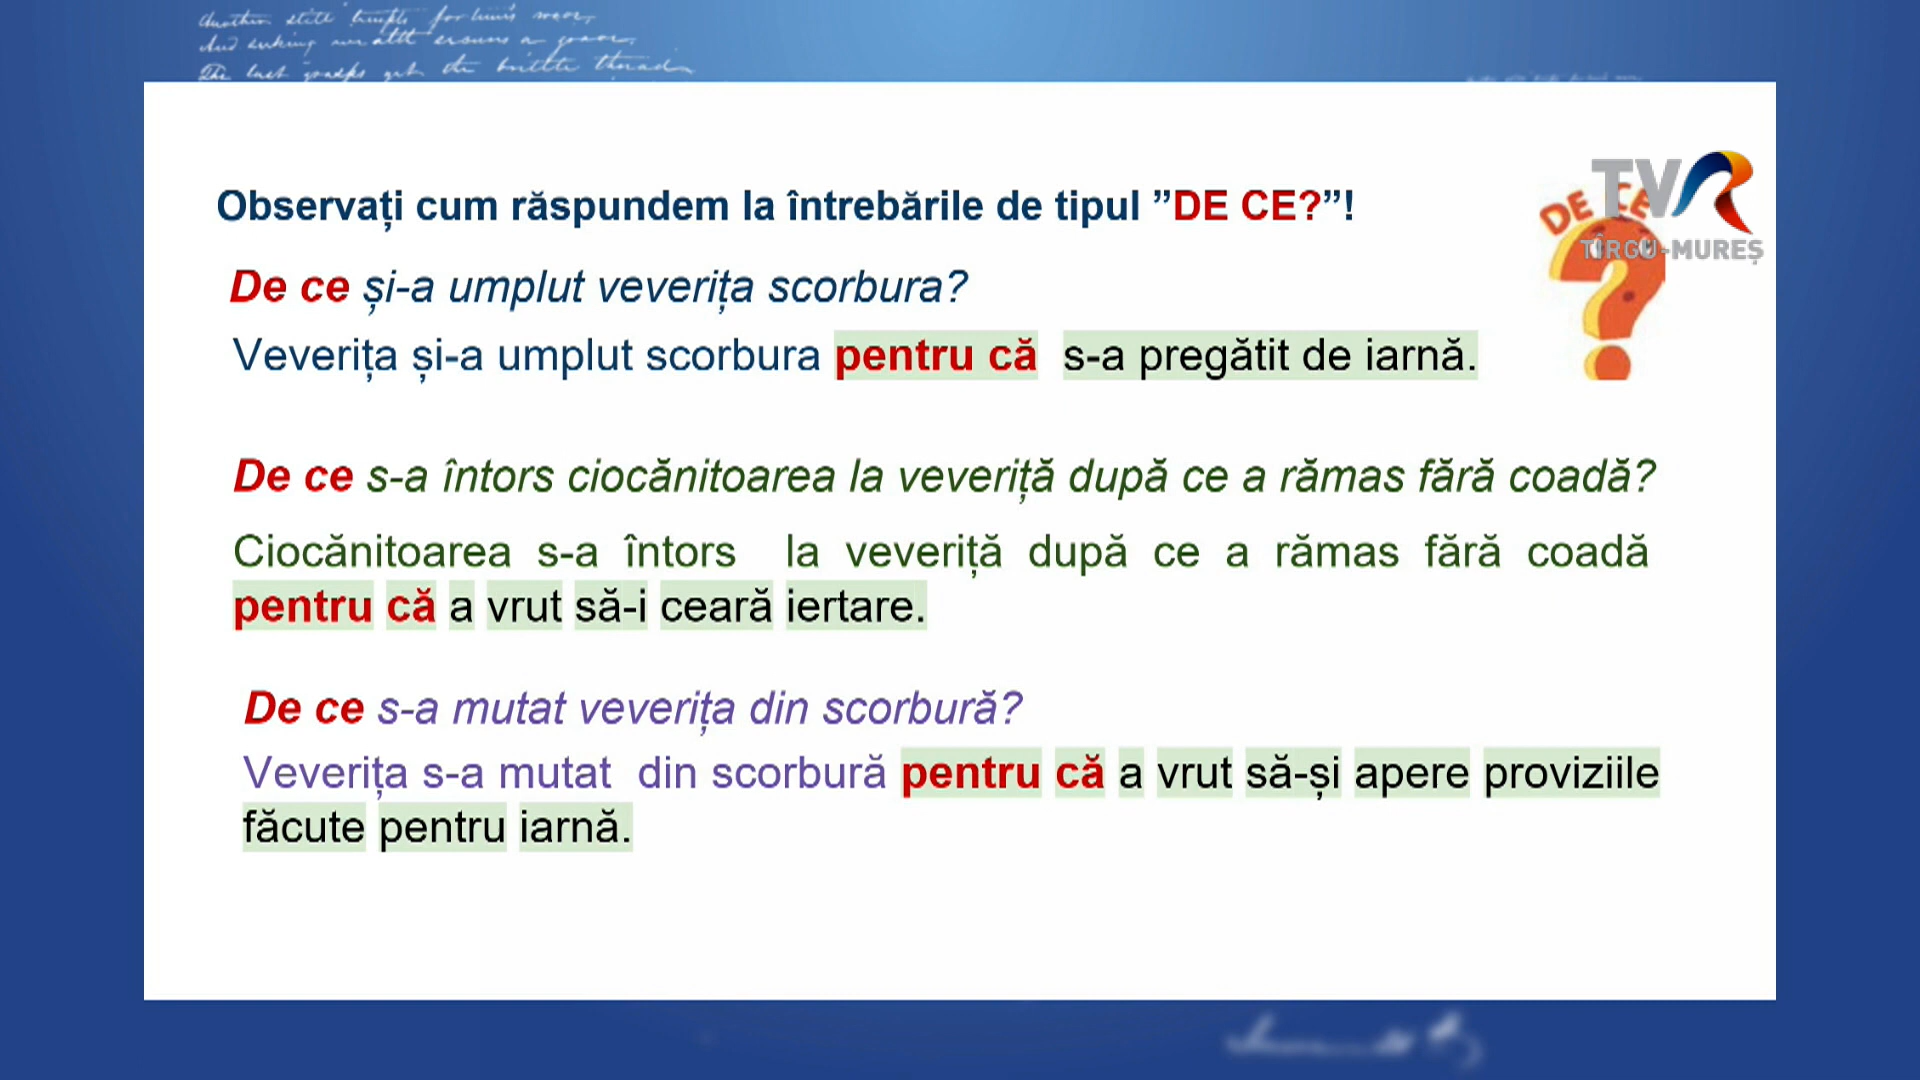 Observați cum răspundem la întrebările de tipul ”DE CE?”!
DE CE
TVR
TÎRGU-MUREȘ
De ce și-a umplut veverița scorbura?
Veverița și-a umplut scorbura pentru că s-a pregătit de iarnă.
De ce s-a întors ciocănitoarea la veveriță după ce a rămas fără coadă?
Ciocănitoarea s-a întors la veveriță după ce a rămas fără coadă
pentru că a vrut să-i ceară iertare.
De ce s-a mutat veverița din scorbură?
Veverița s-a mutat din scorbură pentru că a vrut să-și apere proviziile
făcute pentru iarnă.